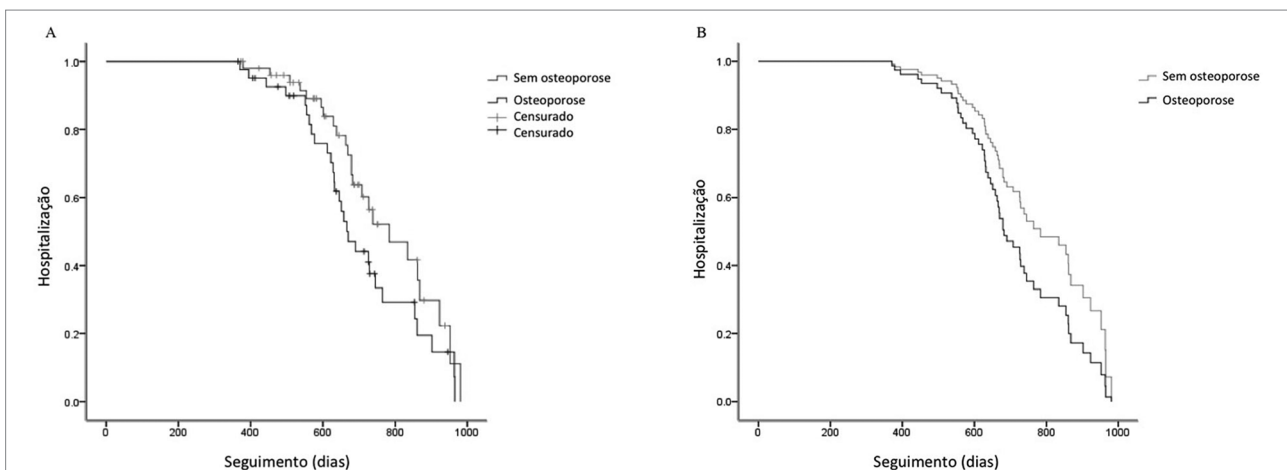 A
1.0
0.8
0.6
0.4
0.2
0.0
Hospitalização
0 200 400 600 800 1000
Seguimento (dias)
Sem osteoporose
Osteoporose
Censurado
Censurado
B
1.0
0.8
0.6
0.4
0.2
0.0
Hospitalização
0 200 400 600 800 1000
Seguimento (dias)
Sem osteoporose
Osteoporose